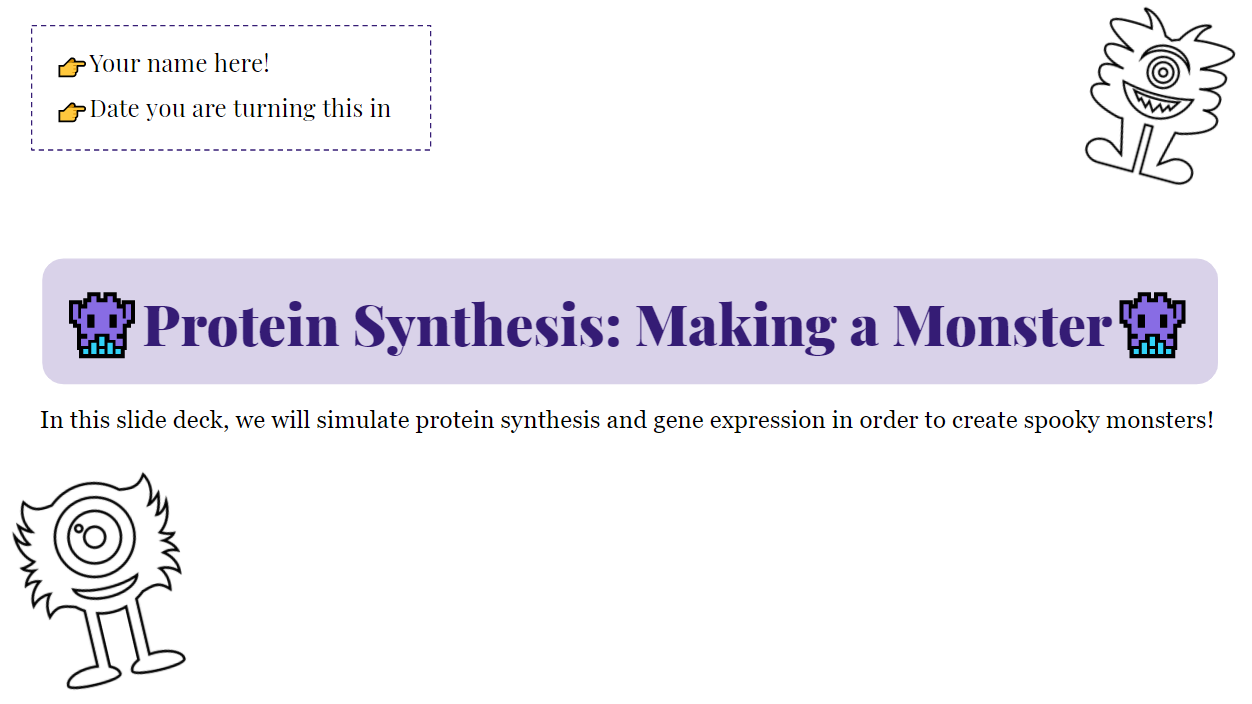 👉Your name here!
👉Date you are turning this in
Protein Synthesis: Making a Monster
In this slide deck, we will simulate protein synthesis and gene expression in order to create spooky monsters!